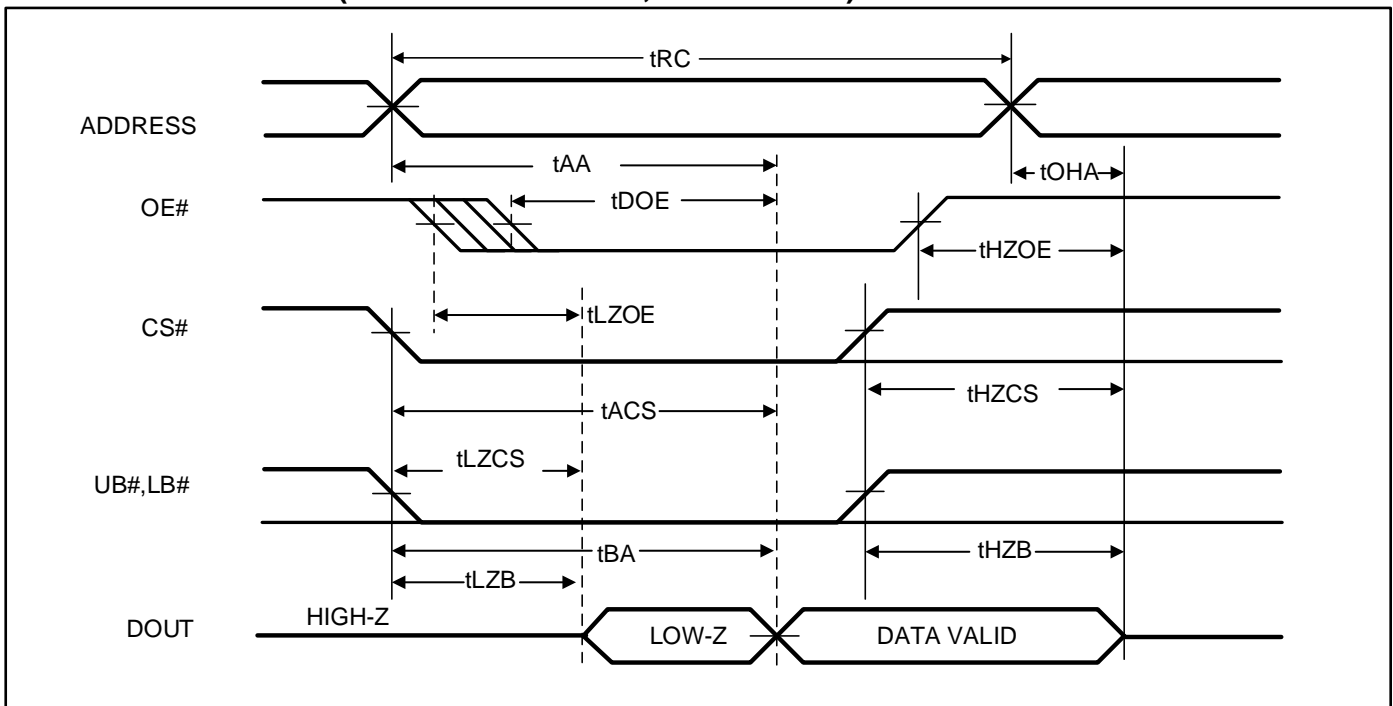 tRC
ADDRESS
tAA
tOHA
OE#
tDOE
tHZOE
tLZOE
CS#
tHZCS
tACS
tLZCS
UB#,LB#
tBA
tHZB
tLZB
DOUT
HIGH-Z
LOW-Z
DATA VALID